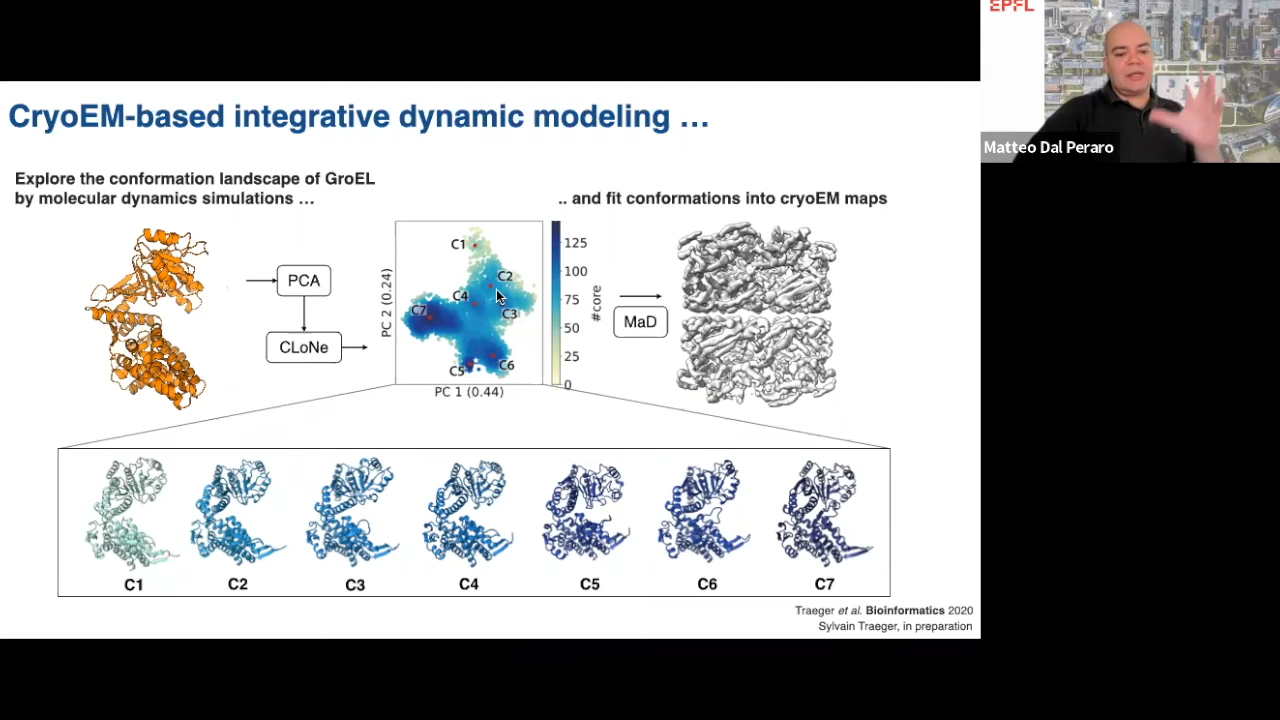 EPFL
CryoEM-based integrative dynamic modeling ...
Matteo Dal Peraro
Explore the conformation landscape of GroEL
by molecular dynamics simulations ...
.. and fit conformations into cryoEM maps
PCA
CLoNe
PC 2 (0.24)
C1
C2
C4
C3
C7
C5
C6
PC 1 (0.44)
125
100
75
50
25
0
#core
MaD
C1
C2
C3
C4
C5
C6
C7
Traeger et al. Bioinformatics 2020
Sylvain Traeger, in preparation